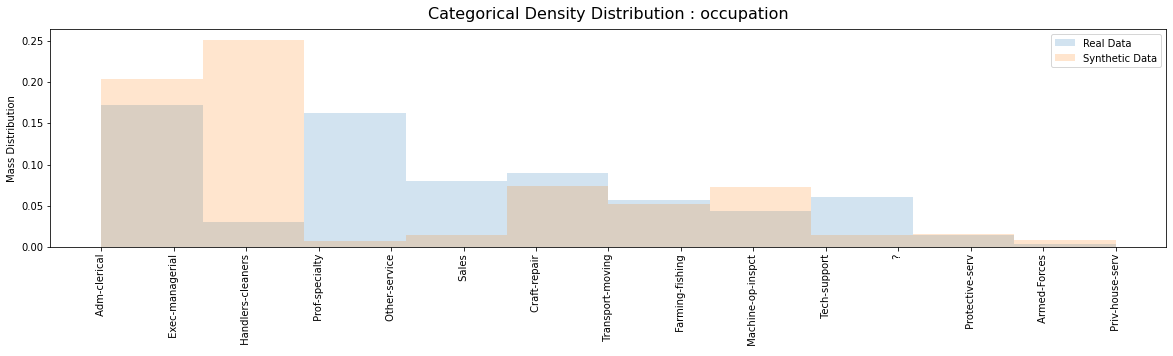 Categorical Density Distribution : occupation
Real Data
Synthetic Data
Mass Distribution
0.25
0.20
0.15
0.10
0.05
0.00
Adm-clerical
Exec-managerial
Handlers-cleaners
Prof-specialty
Other-service
Sales
Craft-repair
Transport-moving
Farming-fishing
Machine-op-inspct
Tech-support
?
Protective-serv
Armed-Forces
Priv-house-serv